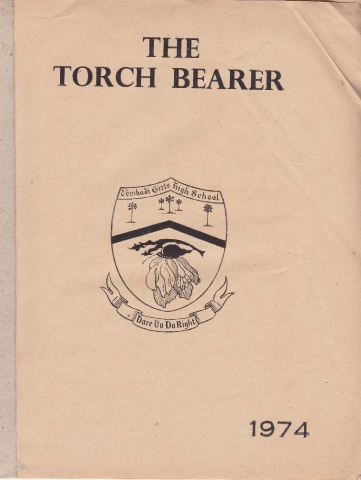 THE
TORCH BEARER
Vembadi Girls High School
Dare To Do Right
1974